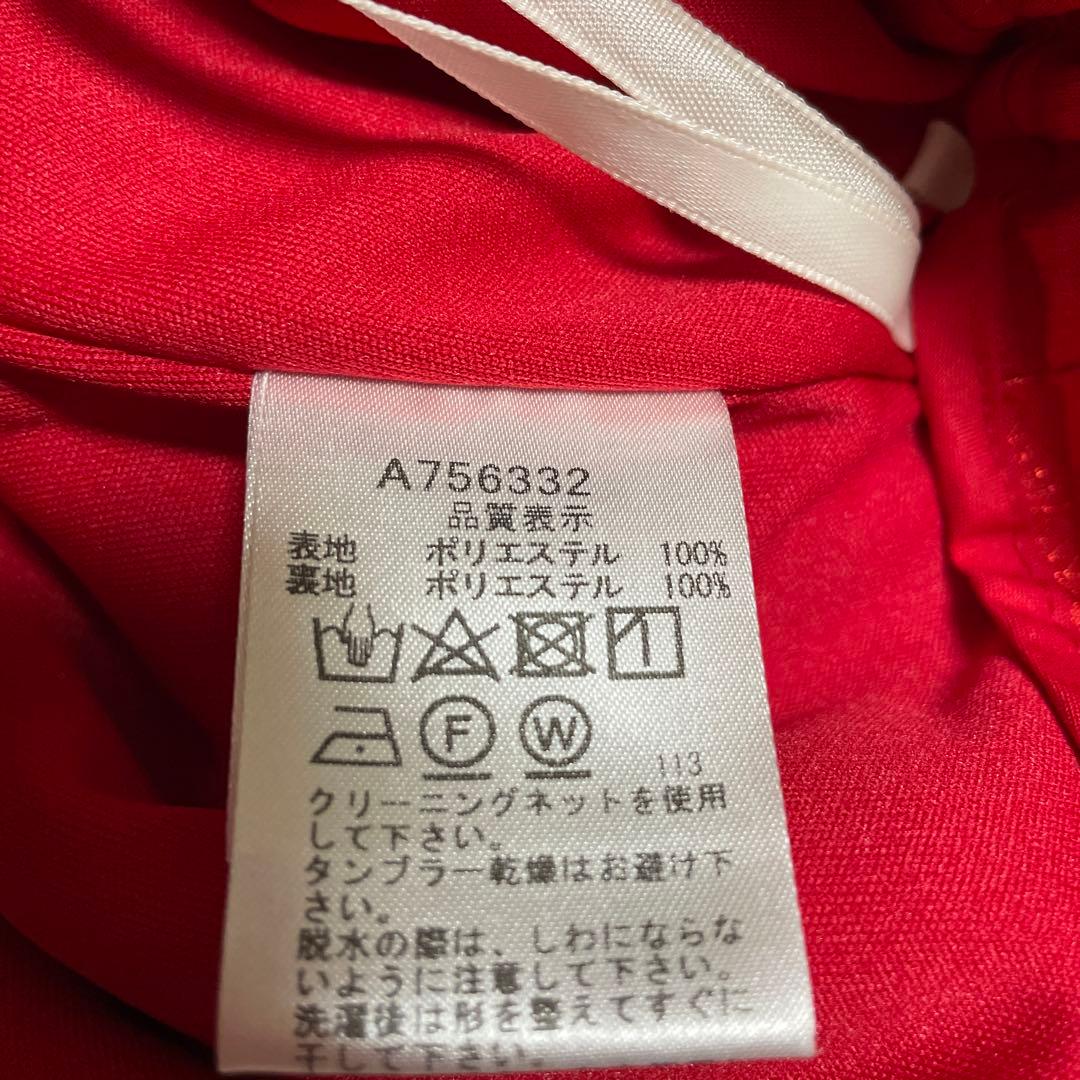 A756332
品質表示
表地 ポリエステル 100%
裏地 ポリエステル 100%
F W 113
クリーニングネットを使用
して下さい。
タンブラー乾燥はお避け下
さい。
脱水の際は、しわにならな
いように注意して下さい。
洗濯後は形を整えてすぐに
干して下さい。